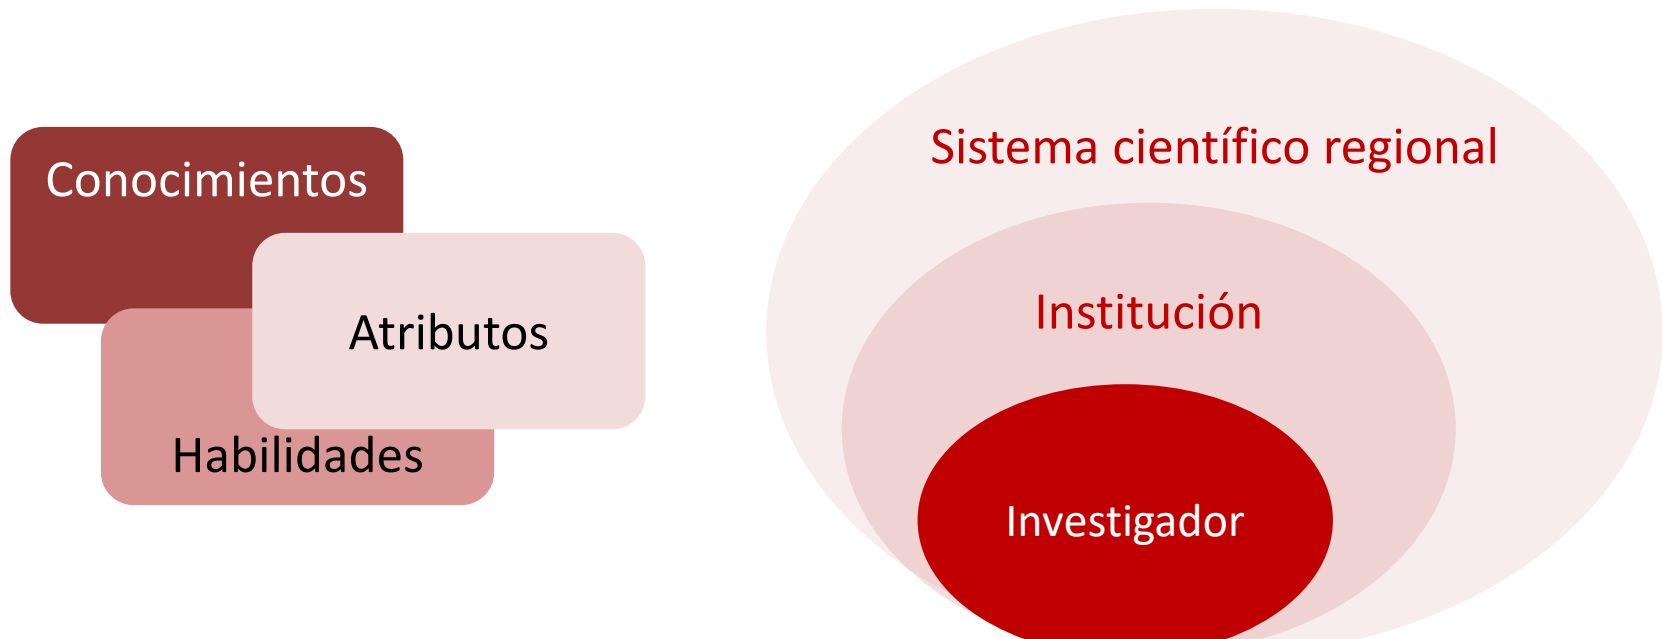 Conocimientos
Atributos
Habilidades
Sistema científico regional
Institución
Investigador